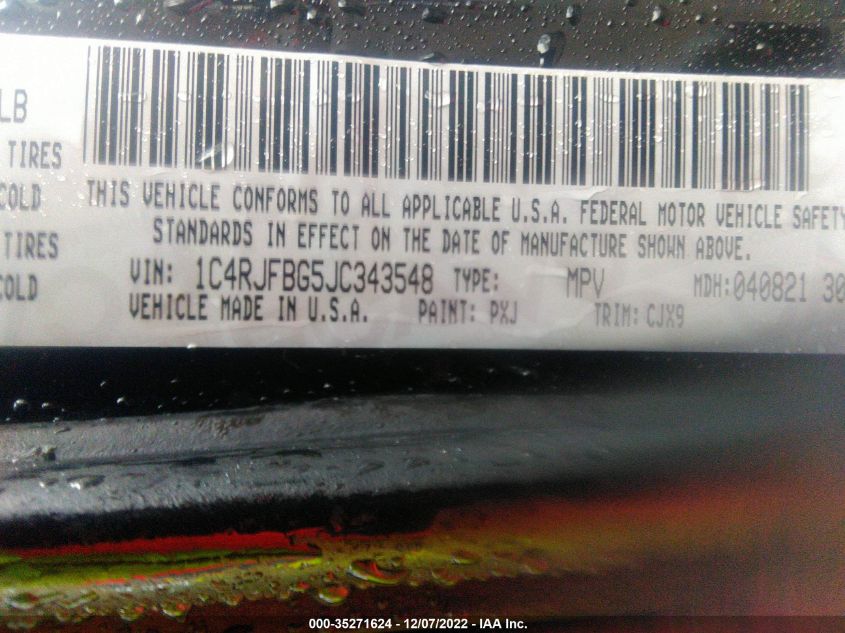 LB
TIRES
COLD
THIS VEHICLE CONFORMS TO ALL APPLICABLE U.S.A. FEDERAL MOTOR VEHICLE SAFETY
STANDARDS IN EFFECT ON THE DATE OF MANUFACTURE SHOWN ABOVE.
TIRES
VIN: 1C4RJFBG5JC343548 TYPE: MPV MDH:040821 30
COLD
VEHICLE MADE IN U.S.A. PAINT: PXJ TRIM: CJX9
000-35271624 - 12/07/2022 - IAA Inc.